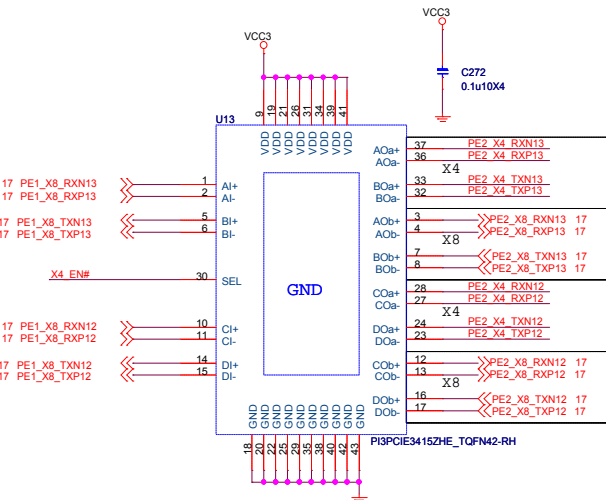 VCC3
VCC3
C272
0.1u10X4
U13
9 19 21 26 31 34 39 41
VDD VDD VDD VDD VDD VDD VDD VDD
17 PE1_X8_RXN13 1 AI+
17 PE1_X8_RXP13 2 AI-
17 PE1_X8_TXN13 5 BI+
17 PE1_X8_TXP13 6 BI-
X4_EN# 30 SEL
17 PE1_X8_RXN12 10 CI+
17 PE1_X8_RXP12 11 CI-
17 PE1_X8_TXN12 14 DI+
17 PE1_X8_TXP12 15 DI-
GND
AOa+ 37 PE2_X4_RXN13
AOa- 36 PE2_X4_RXP13
X4
BOa+ 33 PE2_X4_TXN13
BOa- 32 PE2_X4_TXP13
AOb+ 3 PE2_X8_RXN13 17
AOb- 4 PE2_X8_RXP13 17
X8
BOb+ 7 PE2_X8_TXN13 17
BOb- 8 PE2_X8_TXP13 17
COa+ 28 PE2_X4_RXN12
COa- 27 PE2_X4_RXP12
X4
DOa+ 24 PE2_X4_TXN12
DOa- 23 PE2_X4_TXP12
COb+ 12 PE2_X8_RXN12 17
COb- 13 PE2_X8_RXP12 17
X8
DOb+ 16 PE2_X8_TXN12 17
DOb- 17 PE2_X8_TXP12 17
GND GND GND GND GND GND GND GND GND GND
18 20 22 25 29 35 38 40 42 43
PI3PCIE3415ZHE_TQFN42-RH